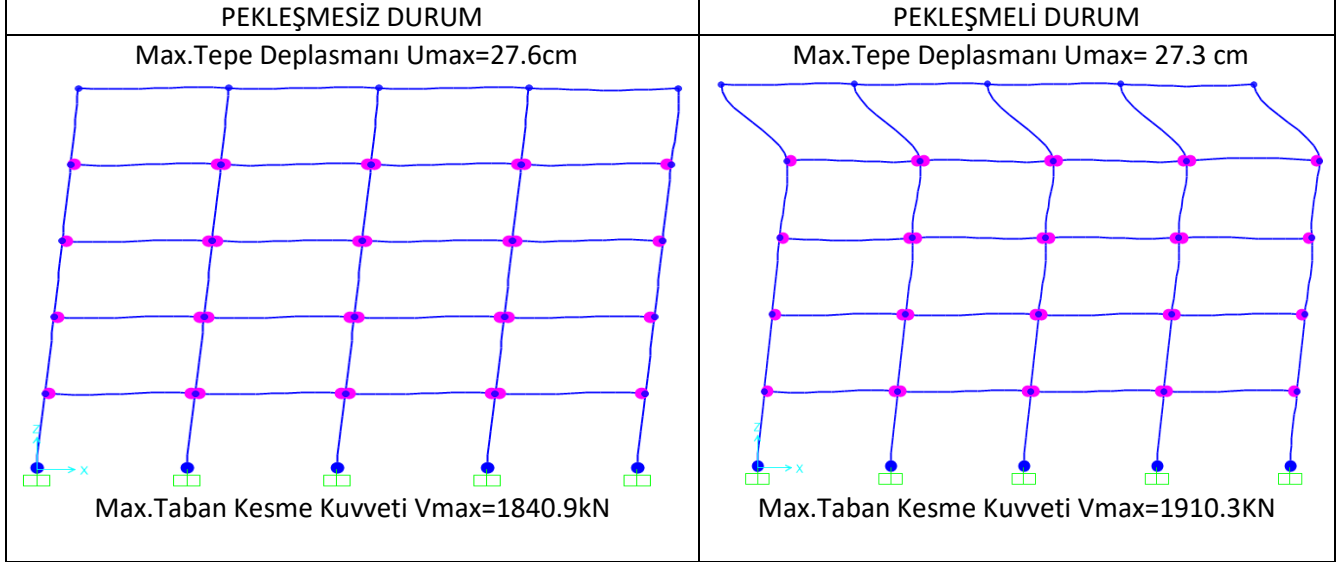 PEKLEŞMESİZ DURUM
Max.Tepe Deplasmanı Umax=27.6cm
Z
X
Max.Taban Kesme Kuvveti Vmax=1840.9kN
PEKLEŞMELİ DURUM
Max.Tepe Deplasmanı Umax= 27.3 cm
Z
X
Max.Taban Kesme Kuvveti Vmax=1910.3KN